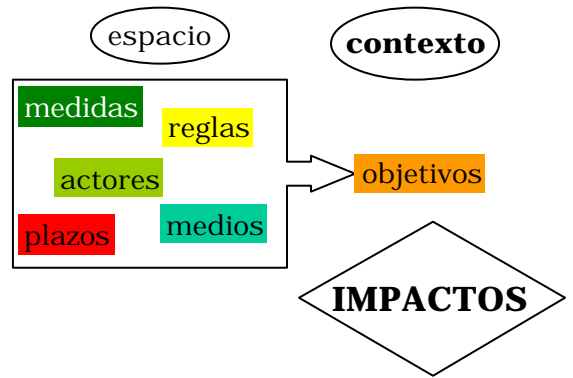 espacio
contexto
medidas
reglas
actores
objetivos
plazos
medios
IMPACTOS